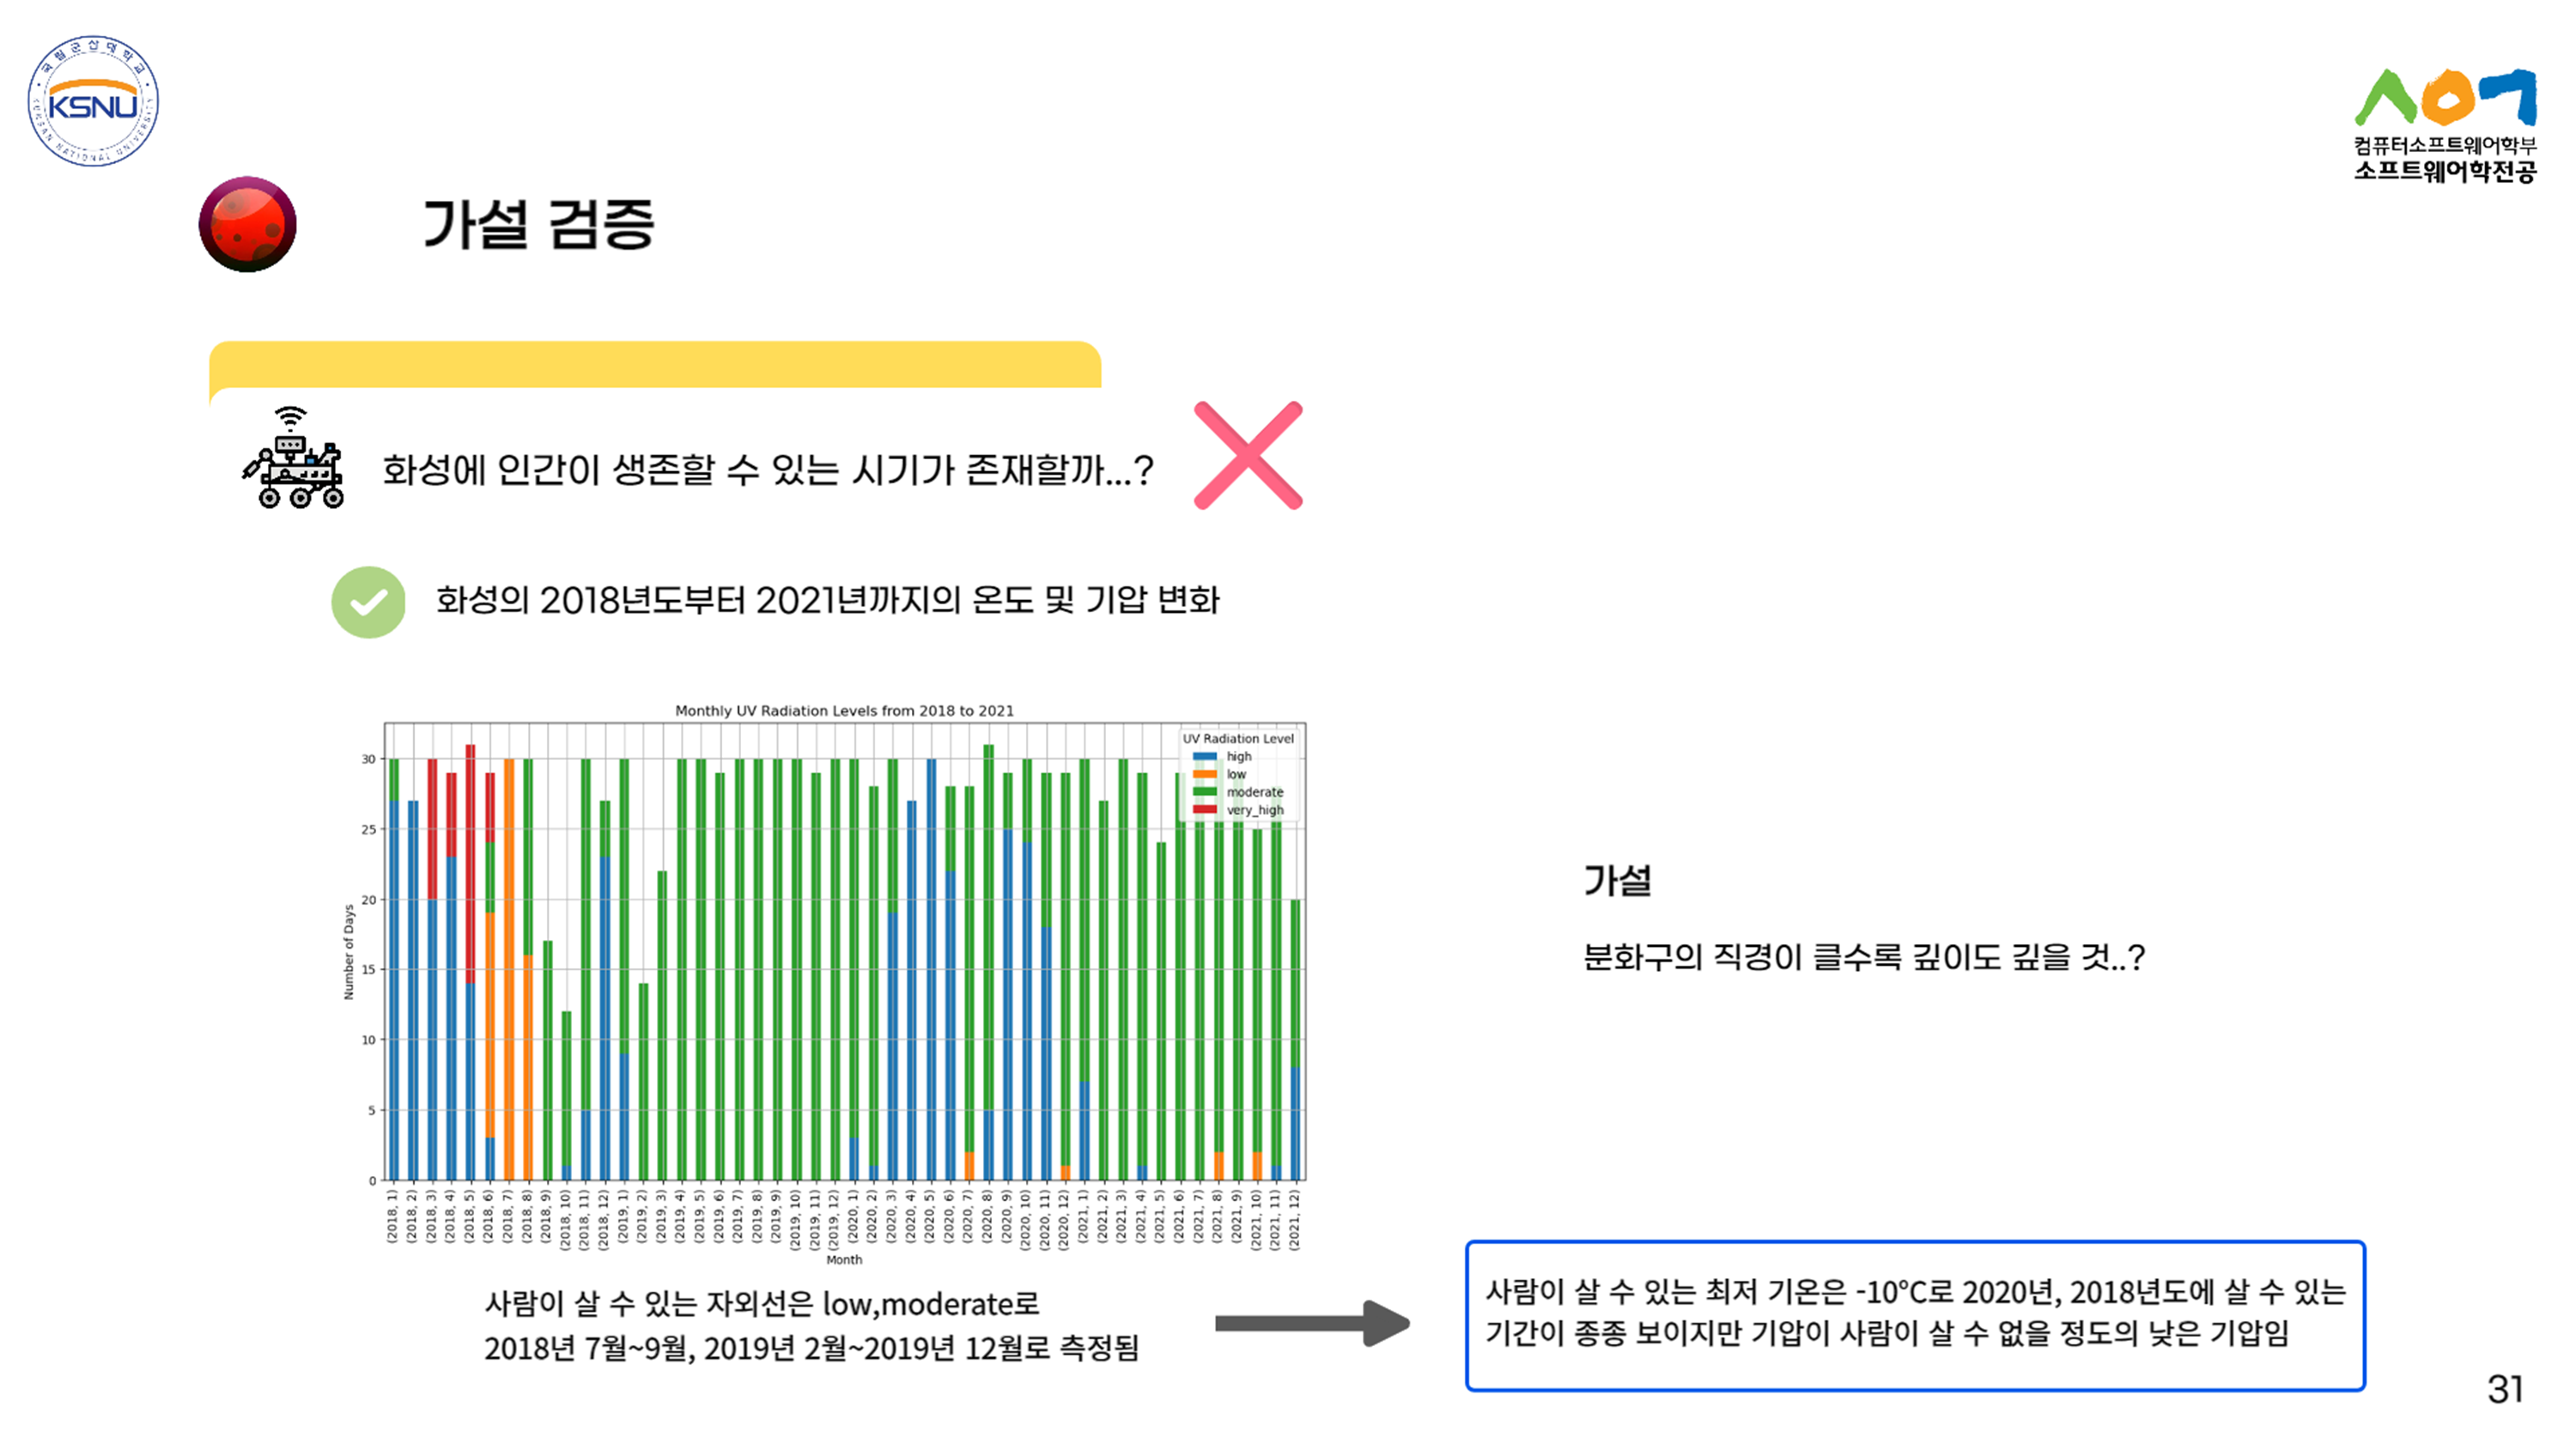 국립군산대학교
KSNU
KUNSAN NATIONAL UNIVERSITY
컴퓨터소프트웨어학부
소프트웨어학전공
가설 검증
화성에 인간이 생존할 수 있는 시기가 존재할까...?
화성의 2018년도부터 2021년까지의 온도 및 기압 변화
Monthly UV Radiation Levels from 2018 to 2021
UV Radiation Level
high
low
moderate
very_high
Number of Days
30
25
20
15
10
5
0
(2018, 1)
(2018, 2)
(2018, 3)
(2018, 4)
(2018, 5)
(2018, 6)
(2018, 7)
(2018, 8)
(2018, 9)
(2018, 10)
(2018, 11)
(2018, 12)
(2019, 1)
(2019, 2)
(2019, 3)
(2019, 4)
(2019, 5)
(2019, 6)
(2019, 7)
(2019, 8)
(2019, 9)
(2019, 10)
(2019, 11)
(2019, 12)
(2020, 1)
(2020, 2)
(2020, 3)
(2020, 4)
(2020, 5)
(2020, 6)
(2020, 7)
(2020, 8)
(2020, 9)
(2020, 10)
(2020, 11)
(2020, 12)
(2021, 1)
(2021, 2)
(2021, 3)
(2021, 4)
(2021, 5)
(2021, 6)
(2021, 7)
(2021, 8)
(2021, 9)
(2021, 10)
(2021, 11)
(2021, 12)
Month
사람이 살 수 있는 자외선은 low,moderate로
2018년 7월~9월, 2019년 2월~2019년 12월로 측정됨
가설
분화구의 직경이 클수록 깊이도 깊을 것..?
사람이 살 수 있는 최저 기온은 -10°C로 2020년, 2018년도에 살 수 있는
기간이 종종 보이지만 기압이 사람이 살 수 없을 정도의 낮은 기압임
31